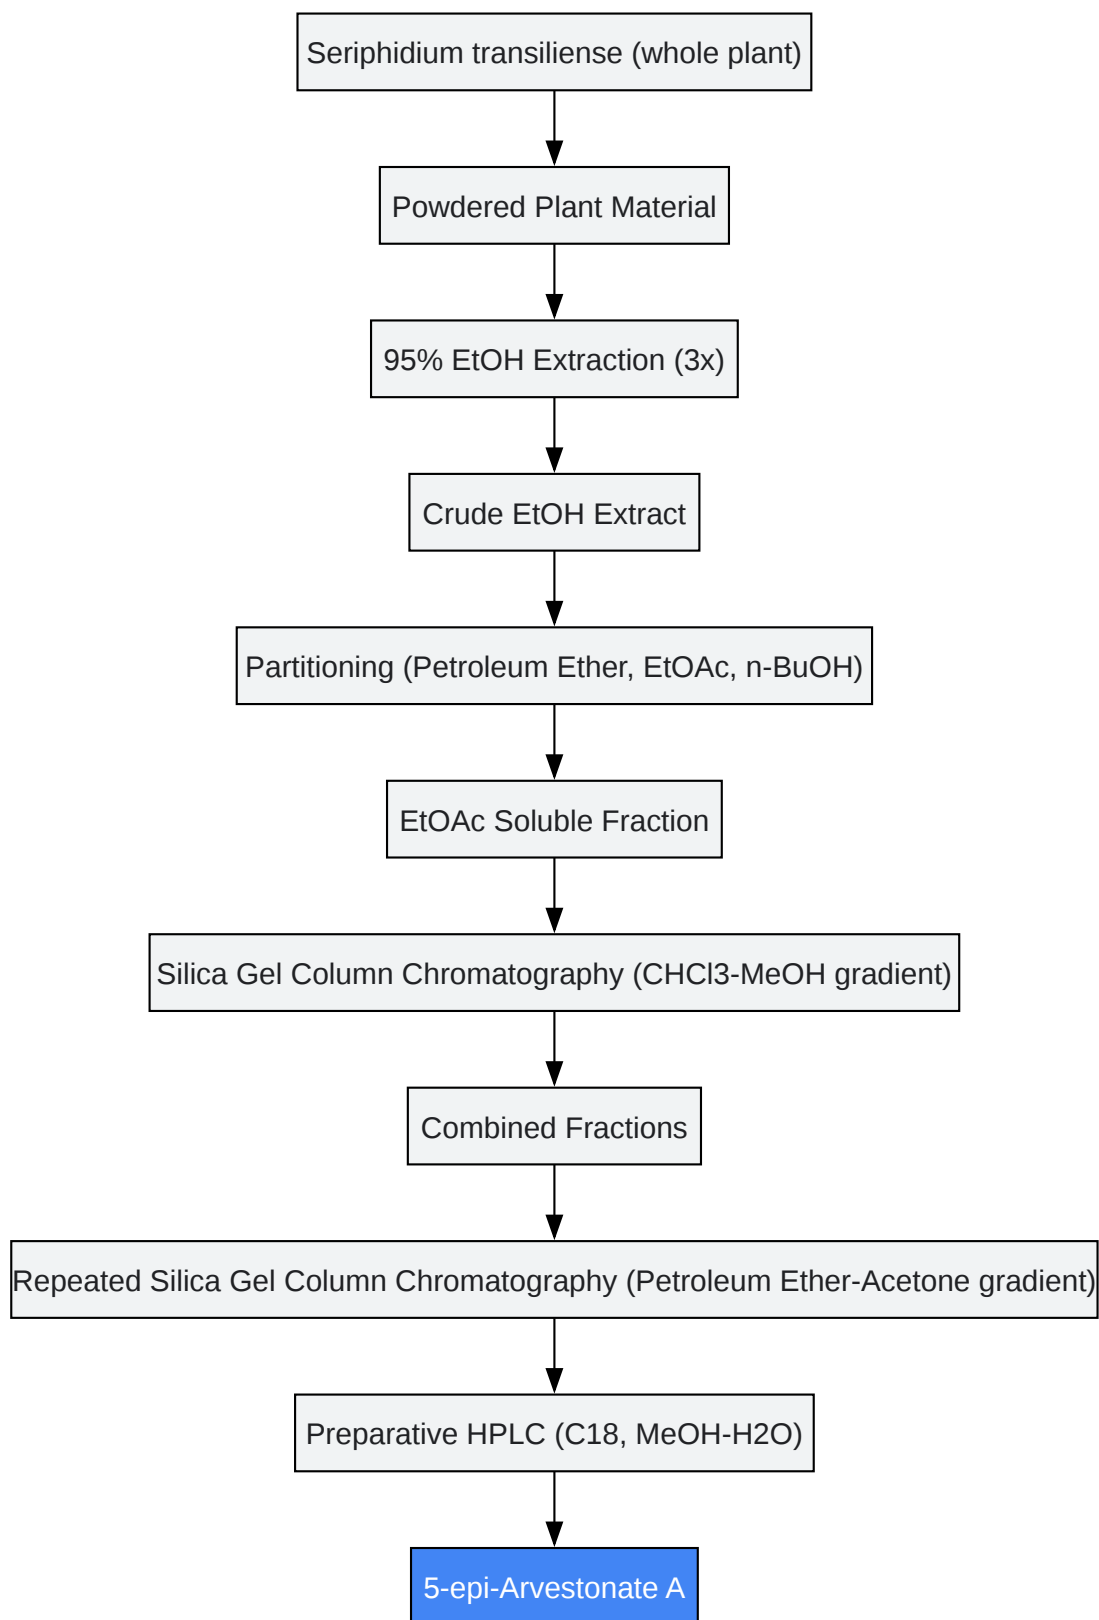 Seriphidium transiliense (whole plant)
Powdered Plant Material
95% EtOH Extraction (3x)
Crude EtOH Extract
Partitioning (Petroleum Ether, EtOAc, n-BuOH)
EtOAc Soluble Fraction
Silica Gel Column Chromatography (CHCl3-MeOH gradient)
Combined Fractions
Repeated Silica Gel Column Chromatography (Petroleum Ether-Acetone gradient)
Preparative HPLC (C18, MeOH-H2O)
5-epi-Arvestonate A